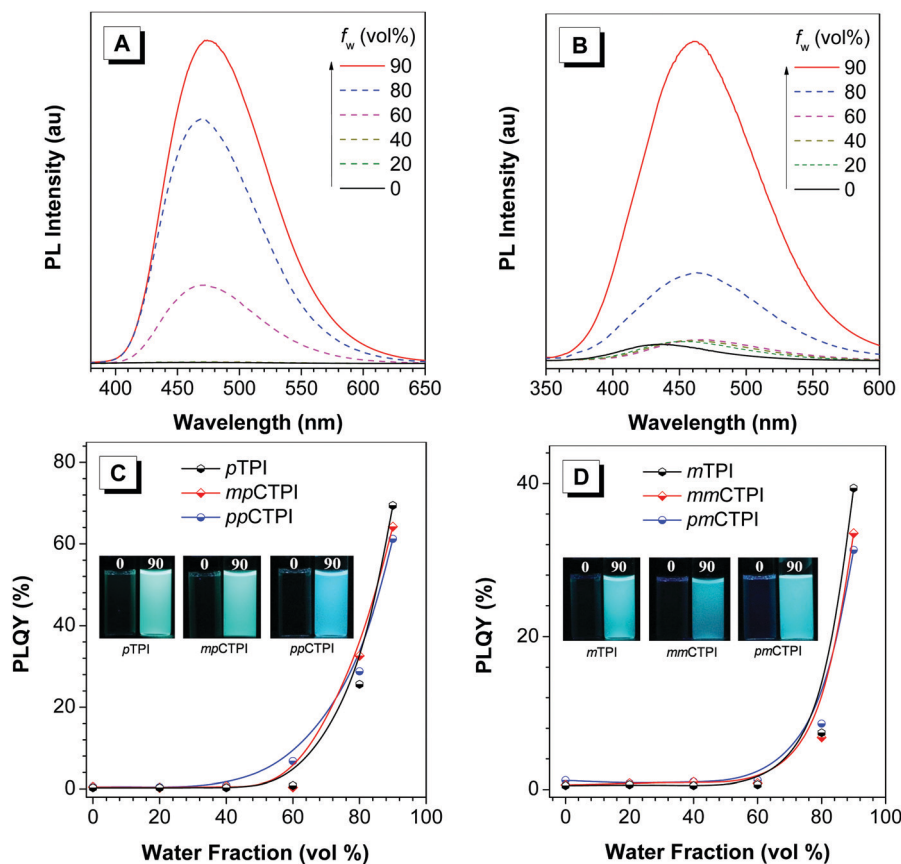 A
f_w (vol%)
90
80
60
40
20
0
PL Intensity (au)
400 450 500 550 600 650
Wavelength (nm)
B
f_w (vol%)
90
80
60
40
20
0
PL Intensity (au)
350 400 450 500 550 600
Wavelength (nm)
C
pTPI
mpCTPI
ppCTPI
80
60
40
20
0
PLQY (%)
0 90 0 90 0 90
pTPI mpCTPI ppCTPI
0 20 40 60 80 100
Water Fraction (vol %)
D
mTPI
mmCTPI
pmCTPI
40
20
0
PLQY (%)
0 90 0 90 0 90
mTPI mmCTPI pmCTPI
0 20 40 60 80 100
Water Fraction (vol %)